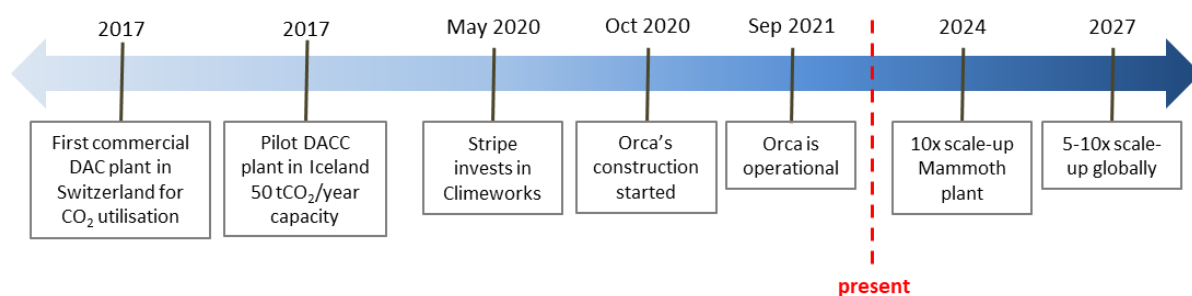 2017
2017
May 2020
Oct 2020
Sep 2021
2024
2027
First commercial
DAC plant in
Switzerland for
CO₂ utilisation
Pilot DACC
plant in Iceland
50 tCO₂/year
capacity
Stripe
invests in
Climeworks
Orca’s
construction
started
Orca is
operational
10x scale-up
Mammoth
plant
5-10x scale-
up globally
present